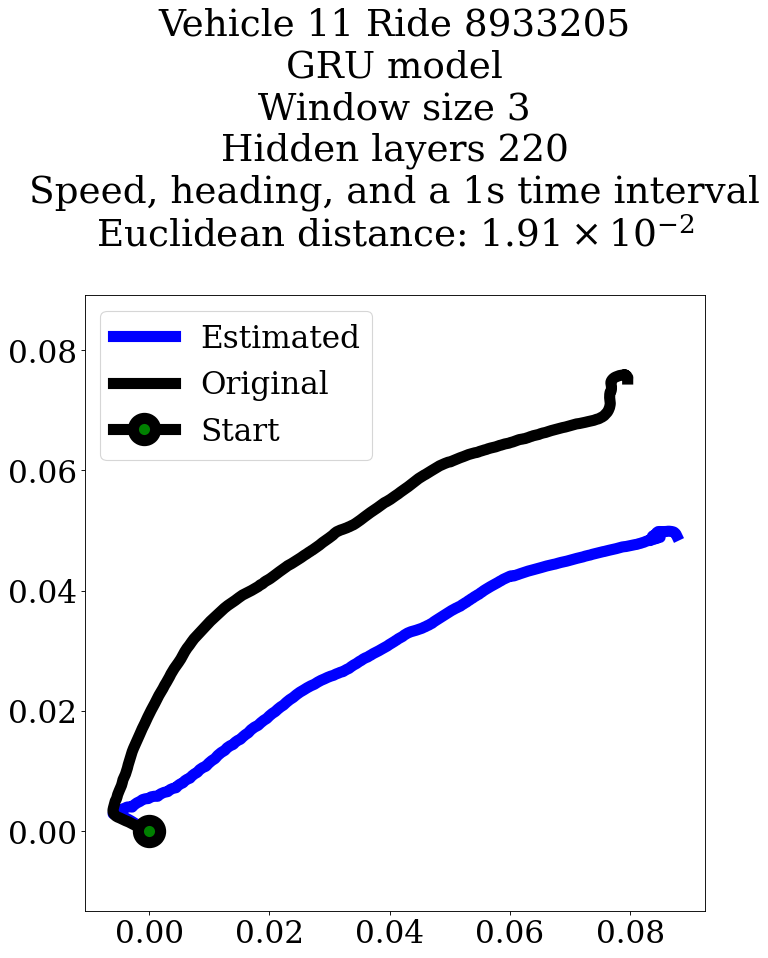 Vehicle 11 Ride 8933205
GRU model
Window size 3
Hidden layers 220
Speed, heading, and a 1s time interval
Euclidean distance: 1.91 × 10⁻²
Estimated
Original
Start
0.08
0.06
0.04
0.02
0.00
0.00 0.02 0.04 0.06 0.08